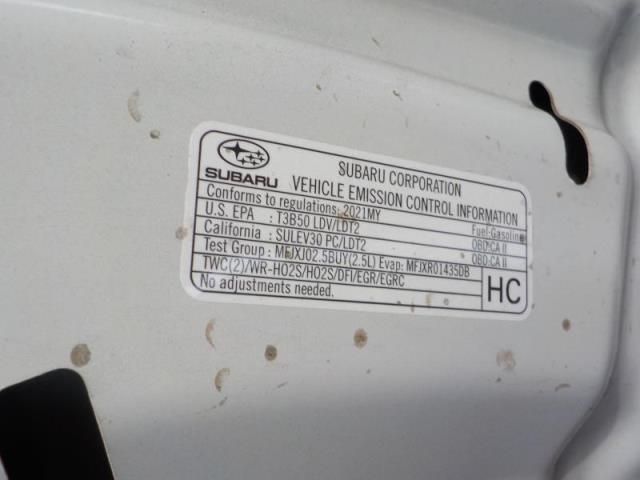 SUBARU
SUBARU CORPORATION
VEHICLE EMISSION CONTROL INFORMATION
Conforms to regulations: 2021MY Fuel-Gasoline
U.S. EPA : T3B50 LDV/LDT2 OBD:CA II
California : SULEV30 PC/LDT2 OBD:CA II
Test Group: MFJXJ02.5BUY(2.5L) Evap: MFJXR01435DB
TWC(2)/WR-HO2S/HO2S/DFI/EGR/EGRC
No adjustments needed.
HC